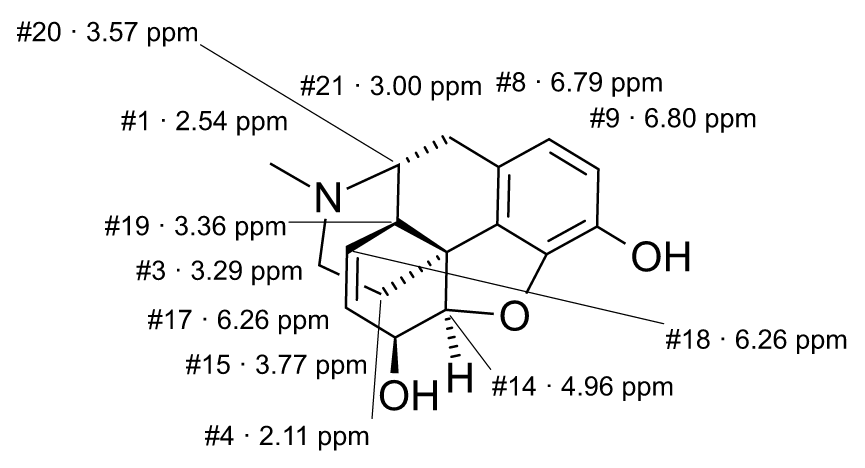 #20 · 3.57 ppm
#21 · 3.00 ppm
#8 · 6.79 ppm
#1 · 2.54 ppm
#9 · 6.80 ppm
N
#19 · 3.36 ppm
OH
#3 · 3.29 ppm
O
#17 · 6.26 ppm
#18 · 6.26 ppm
#15 · 3.77 ppm
H
#14 · 4.96 ppm
OH
#4 · 2.11 ppm